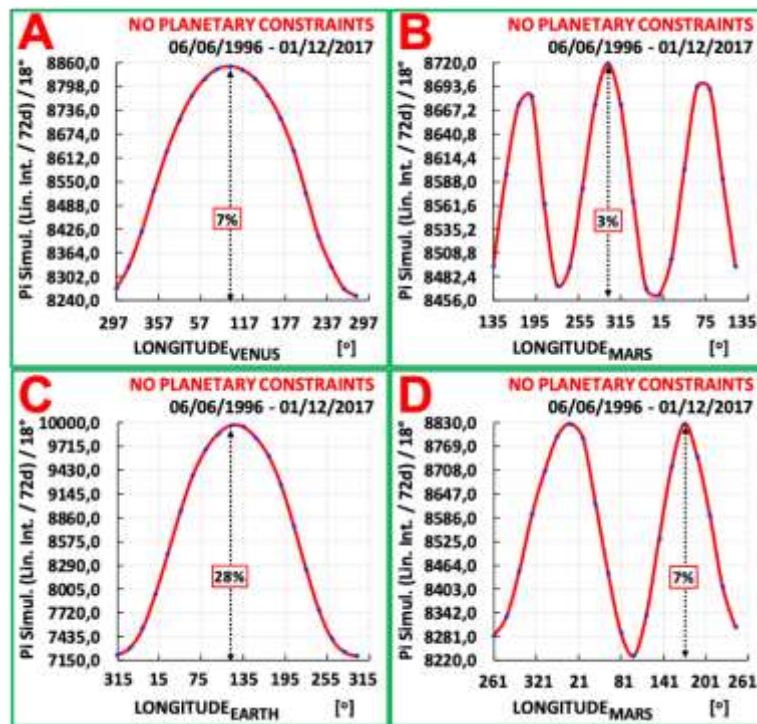 A
NO PLANETARY CONSTRAINTS
06/06/1996 - 01/12/2017
Pi Simul. (Lin. Int. / 72d) / 18°
8860,0
8798,0
8736,0
8674,0
8612,0
8550,0
8488,0
8426,0
8364,0
8302,0
8240,0
7%
297 357 57 117 177 237 297
LONGITUDE VENUS [°]
B
NO PLANETARY CONSTRAINTS
06/06/1996 - 01/12/2017
Pi Simul. (Lin. Int. / 72d) / 18°
8720,0
8693,6
8667,2
8640,8
8614,4
8588,0
8561,6
8535,2
8508,8
8482,4
8456,0
3%
135 195 255 315 15 75 135
LONGITUDE MARS [°]
C
NO PLANETARY CONSTRAINTS
06/06/1996 - 01/12/2017
Pi Simul. (Lin. Int. / 72d) / 18°
10000,0
9715,0
9430,0
9145,0
8860,0
8575,0
8290,0
8005,0
7720,0
7435,0
7150,0
28%
315 15 75 135 195 255 315
LONGITUDE EARTH [°]
D
NO PLANETARY CONSTRAINTS
06/06/1996 - 01/12/2017
Pi Simul. (Lin. Int. / 72d) / 18°
8830,0
8769,0
8708,0
8647,0
8586,0
8525,0
8464,0
8403,0
8342,0
8281,0
8220,0
7%
261 321 21 81 141 201 261
LONGITUDE MARS [°]